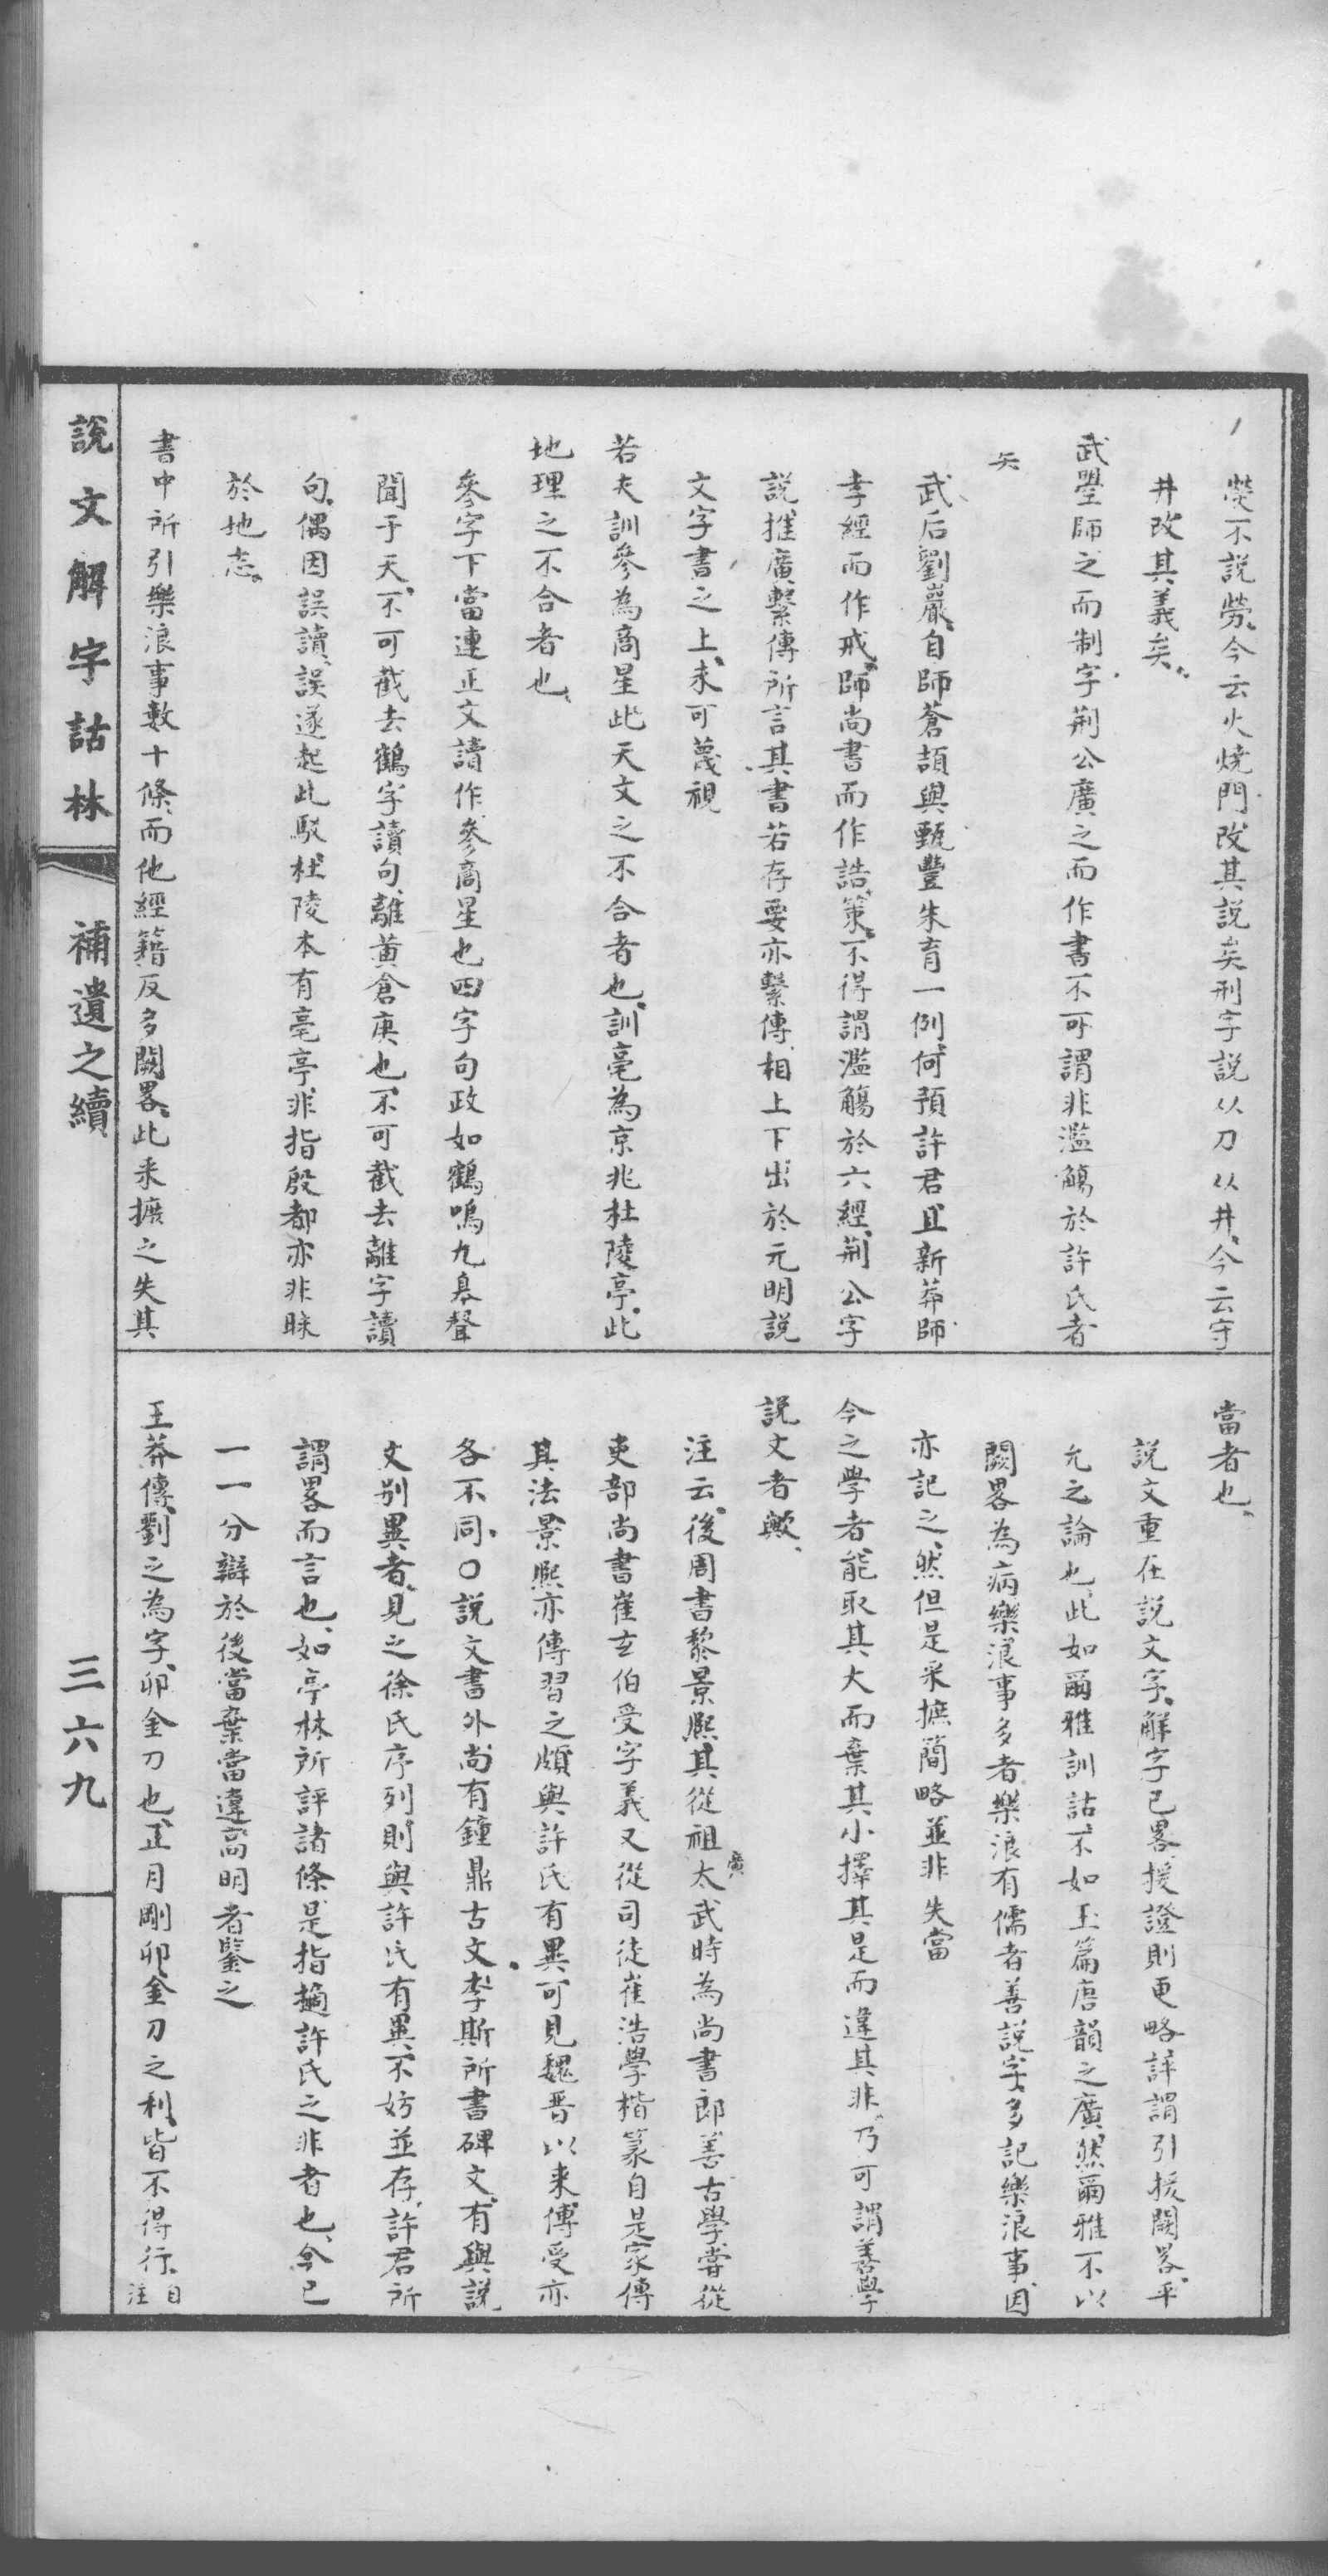 熒不說勞、今云火燒門改其說矣刑字說从刀从井今云守
井改其義矣、
武曌師之而制字荆公廣之而作書不可謂非濫觴於許氏者
矣
武后劉巖自師蒼頡與甄豐朱育一例何預許君且新莽師
孝經而作戒師尚書而作誥策不得謂濫觴於六經荆公字
說推廣繫傳所言其書若存要亦繫傳相上下出於元明說
文字書之上未可蔑視
若夫訓參為商星此天文之不合者也、訓亳為京兆杜陵亭、此
地理之不合者也、
參字下當連正文讀作參商星也四字句政如鶴鳴九臯聲
聞于天、不可截去鶴字讀句離黃倉庚也、不可截去離字讀
句、偶因誤讀、誤遂起此駁杜陵本有亳亭非指殷都亦非昧
於地志、
書中所引樂浪事數十條、而他經籍反多闕畧、此采摭之失其
當者也、
說文重在說文字、解字已畧、援證則更略評謂引援闕畧、平
允之論也、此如爾雅訓詁不如玉篇唐韻之廣然爾雅不以
闕畧為病樂浪事多者樂浪有儒者善說字、多記樂浪事因
亦記之、然但是采摭簡略並非失當
今之學者能取其大而棄其小擇其是而違其非、乃可謂善學
說文者歟、
注云、後周書黎景熙其從祖廣太武時為尚書郎善古學嘗從
吏部尚書崔玄伯受字義又從司徒崔浩學楷篆自是家傳
其法景熙亦傳習之頗與許氏有異可見魏晉以來傳受亦
各不同、〇說文書外尚有鐘鼎古文、李斯所書碑文、有與說
文别異者、見之徐氏序列則與許氏有異、不妨並存、許君所
謂畧而言也、如亭林所評諸條是指擿許氏之非者也、今已
一一分辯於後當棄當違高明者鑒之
王莽傳、劉之為字、卯金刀也、正月剛卯金刀之利、皆不得行、自注
說文解字詁林 補遺之續 三六九